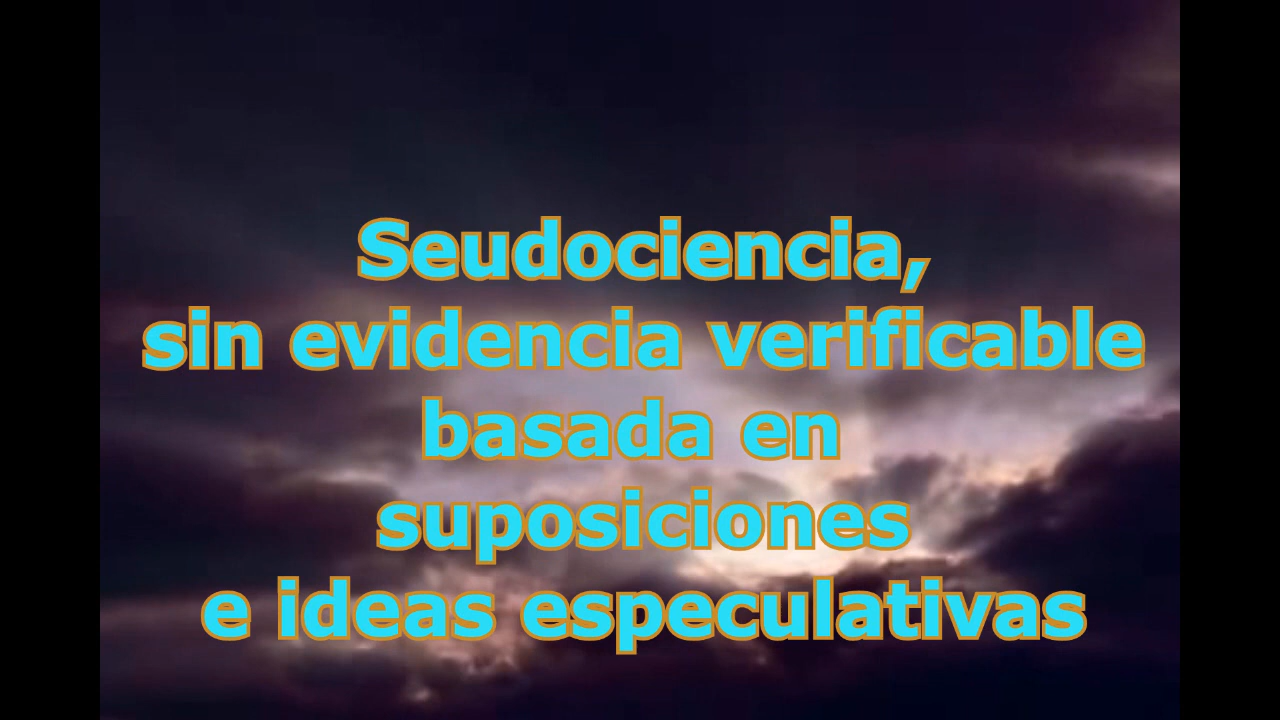 Seudociencia,
sin evidencia verificable
basada en
suposiciones
e ideas especulativas